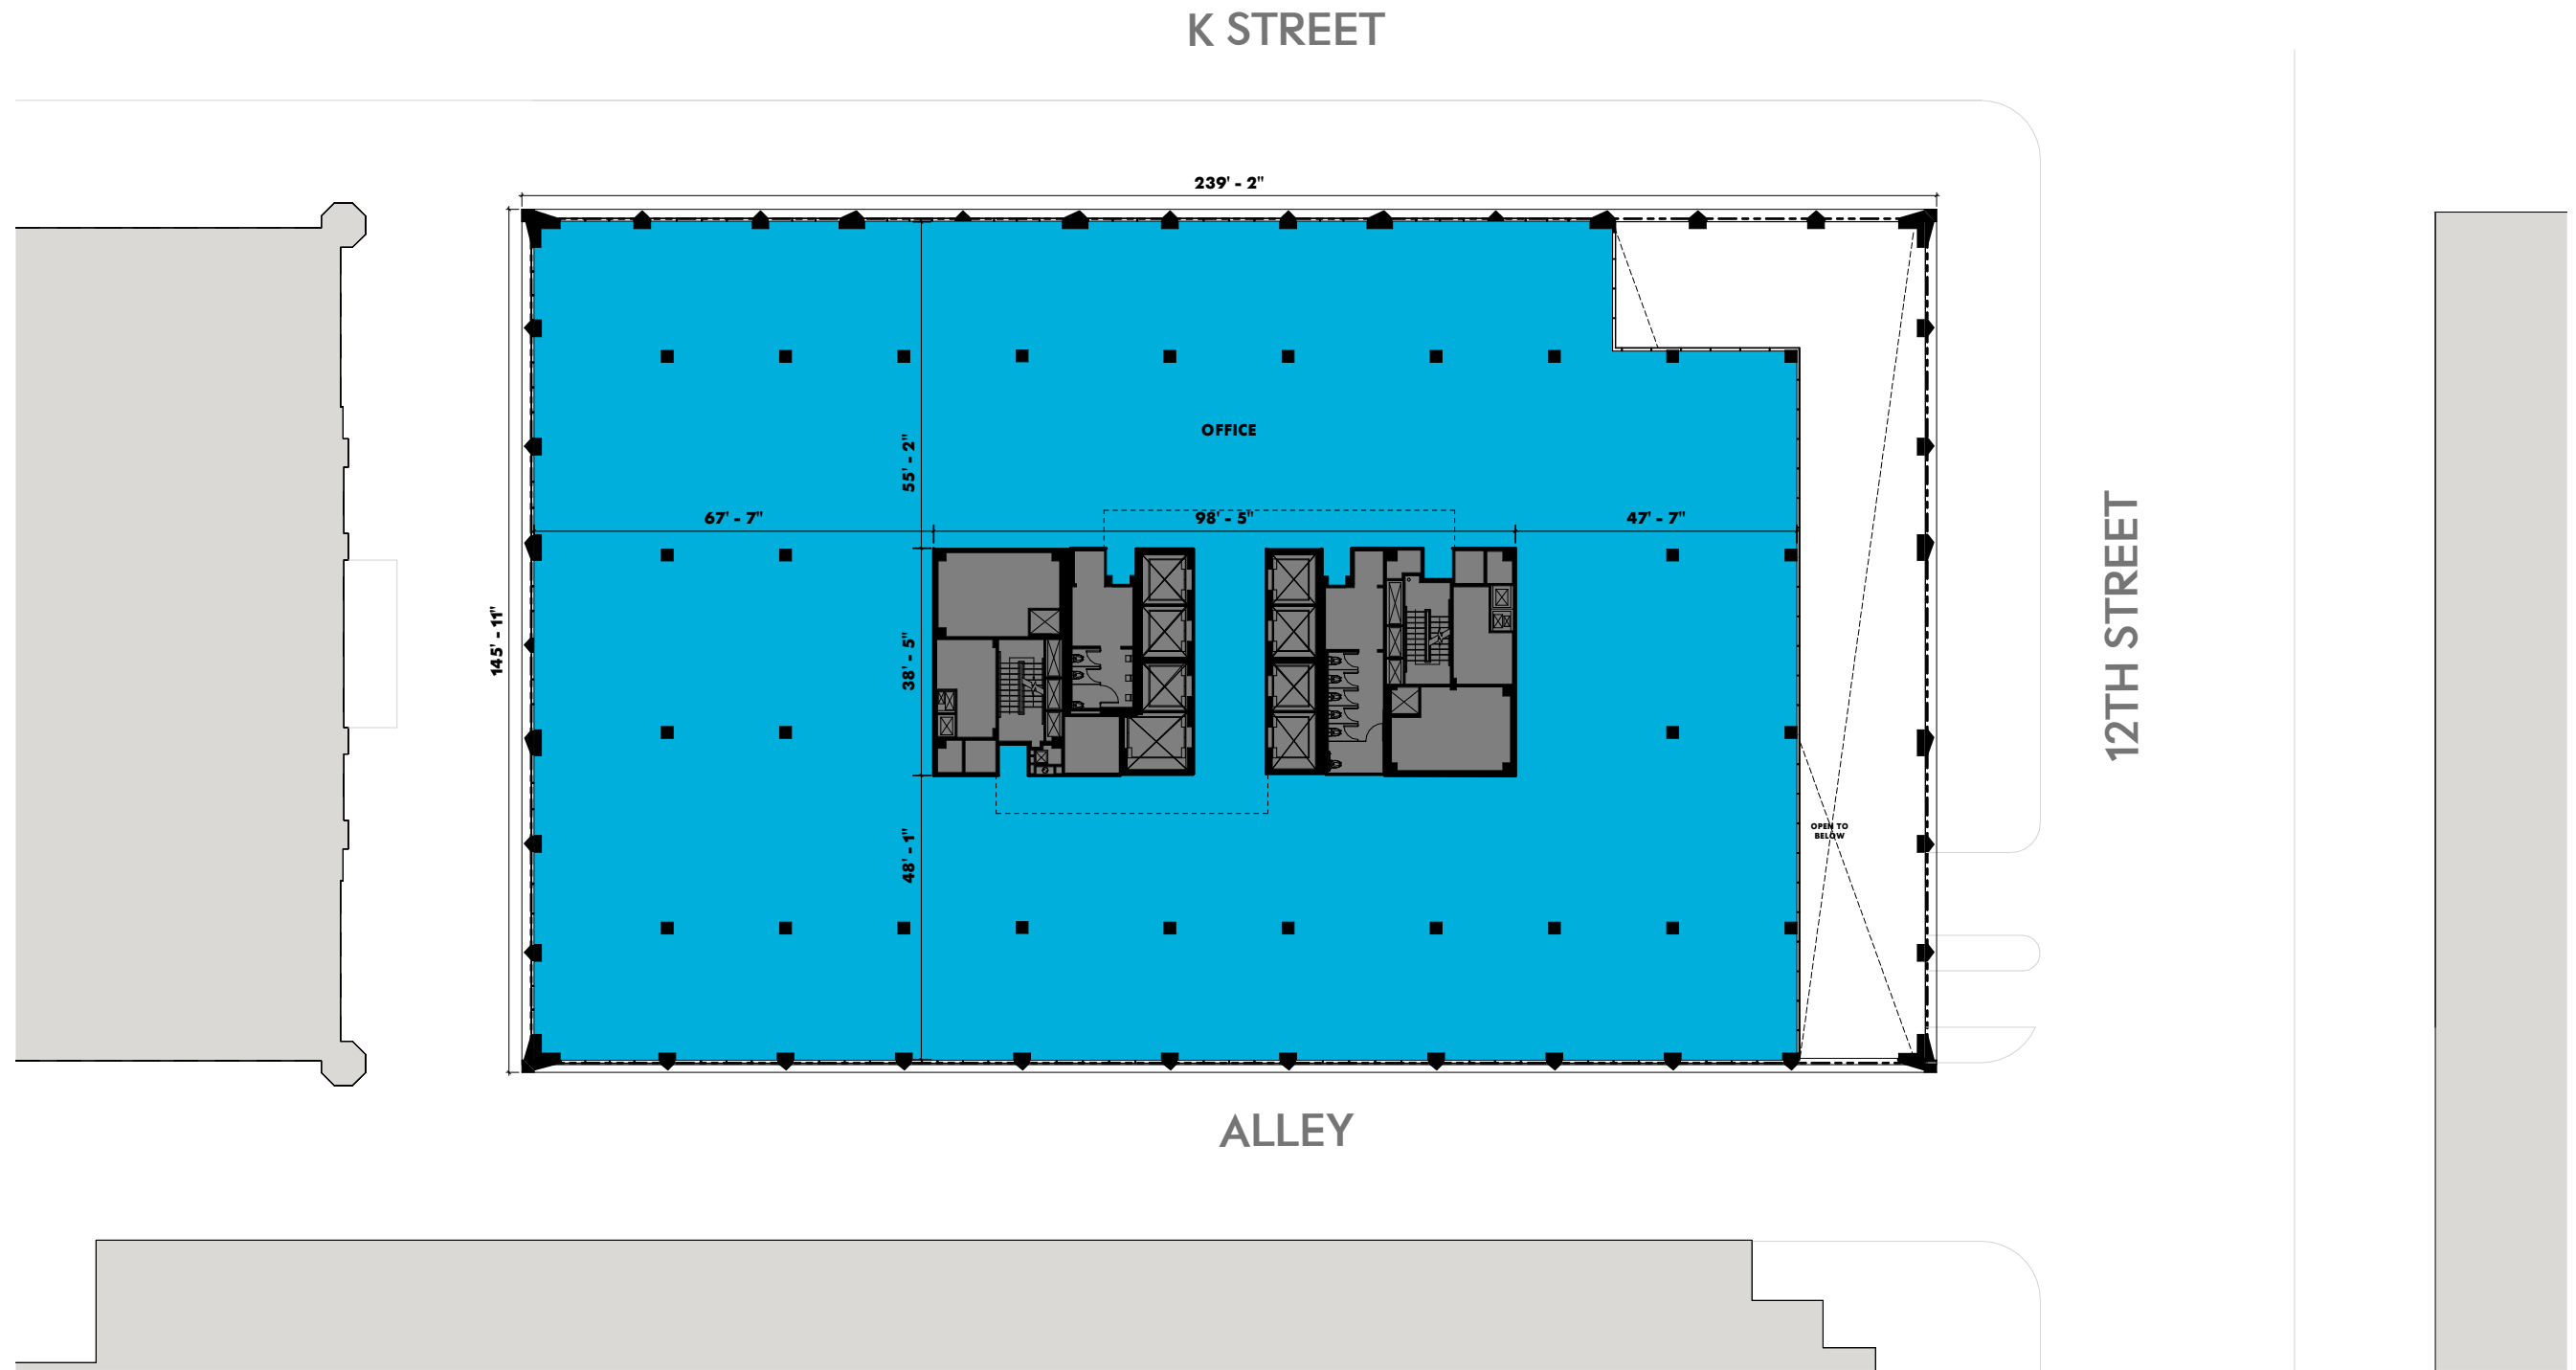 K STREET
239' - 2"
OFFICE
55' - 2"
67' - 7"
98' - 5"
47' - 7"
145' - 11"
38' - 5"
12TH STREET
48' - 1"
OPEN TO
BELOW
ALLEY